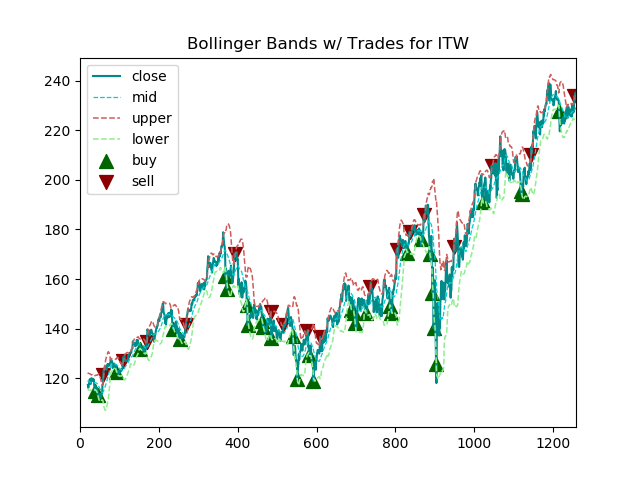 Bollinger Bands w/ Trades for ITW
close
mid
upper
lower
buy
sell
240
220
200
180
160
140
120
0 200 400 600 800 1000 1200